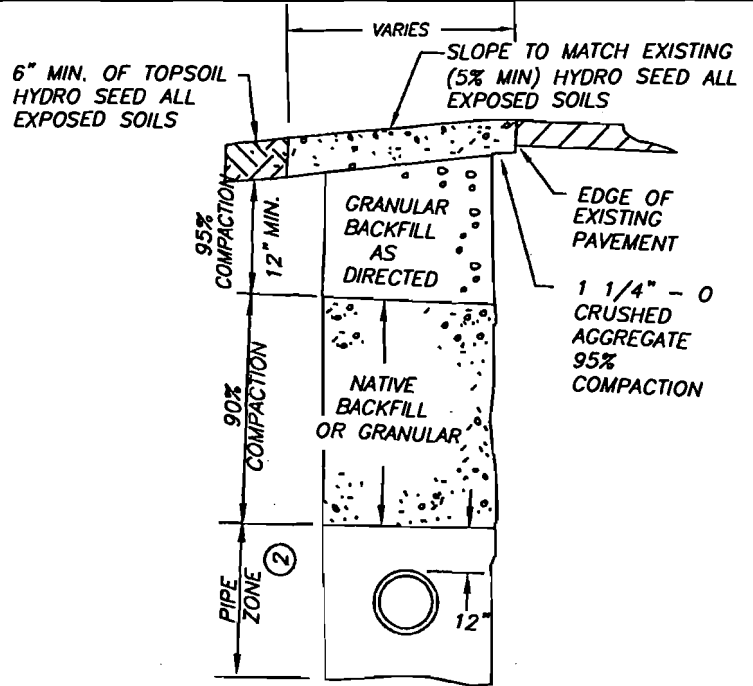 VARIES
6" MIN. OF TOPSOIL
HYDRO SEED ALL
EXPOSED SOILS
SLOPE TO MATCH EXISTING
(5% MIN) HYDRO SEED ALL
EXPOSED SOILS
95%
COMPACTION
12" MIN.
GRANULAR
BACKFILL
AS
DIRECTED
EDGE OF
EXISTING
PAVEMENT
1 1/4" - 0
CRUSHED
AGGREGATE
95%
COMPACTION
90%
COMPACTION
NATIVE
BACKFILL
OR GRANULAR
PIPE
ZONE
2
12"